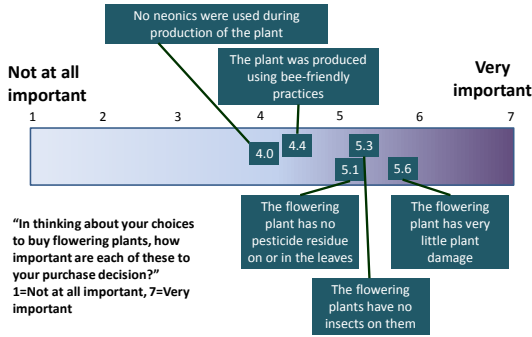 No neonics were used during
production of the plant
The plant was produced
using bee-friendly
practices
Not at all
important
Very
important
1
2
3
4
5
6
7
4.0
4.4
5.3
5.1
5.6
The flowering
plant has no
pesticide residue
on or in the leaves
The flowering
plant has very
little plant
damage
The flowering
plants have no
insects on them
“In thinking about your choices
to buy flowering plants, how
important are each of these to
your purchase decision?”
1=Not at all important, 7=Very
important